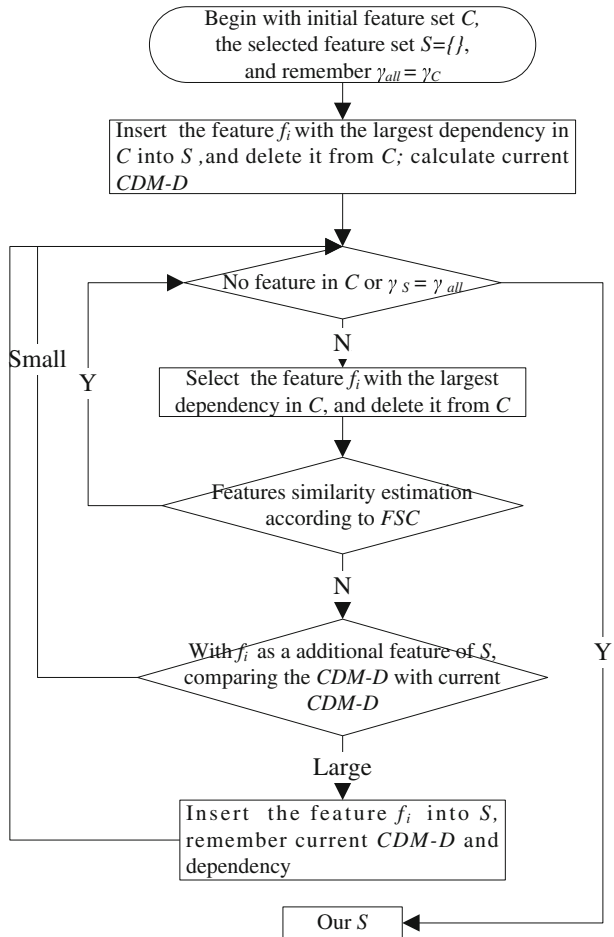 Begin with initial feature set C,
the selected feature set S={},
and remember γall = γC
Insert the feature fi with the largest dependency in
C into S ,and delete it from C; calculate current
CDM-D
No feature in C or γ S = γ all
N
Small
Y
Select the feature fi with the largest
dependency in C, and delete it from C
Features similarity estimation
according to FSC
N
With fi as a additional feature of S,
comparing the CDM-D with current
CDM-D
Y
Large
Insert the feature fi into S,
remember current CDM-D and
dependency
Our S